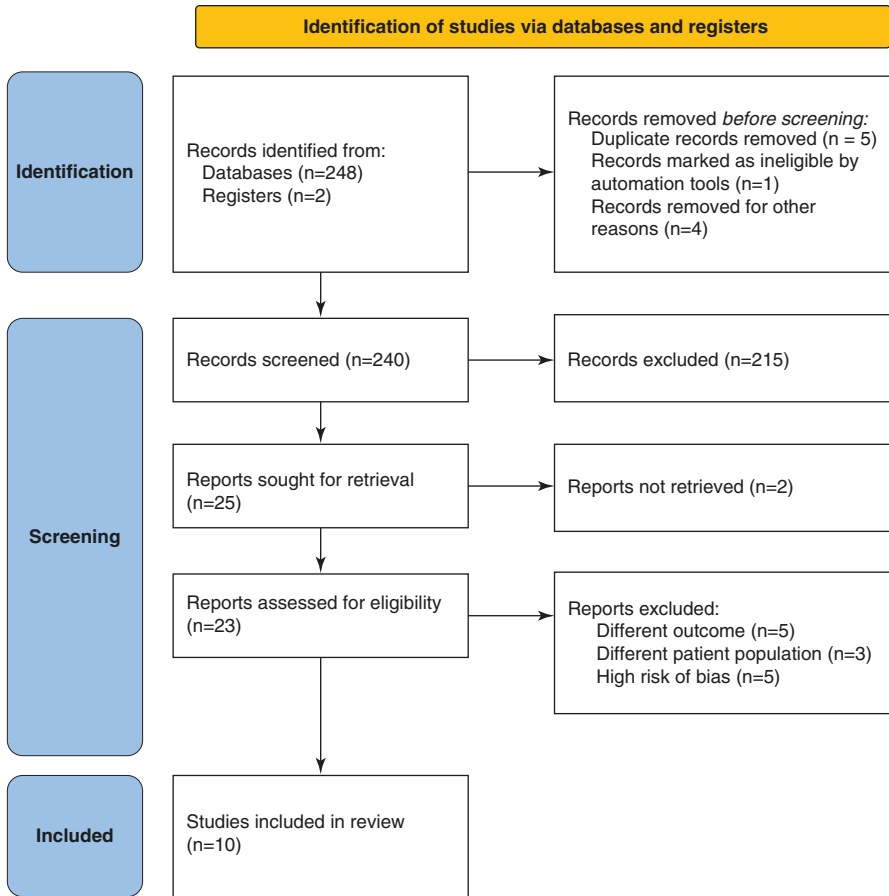 Identification of studies via databases and registers
Identification
Records identified from:
Databases (n=248)
Registers (n=2)
Records removed before screening:
Duplicate records removed (n = 5)
Records marked as ineligible by
automation tools (n=1)
Records removed for other
reasons (n=4)
Screening
Records screened (n=240)
Records excluded (n=215)
Reports sought for retrieval
(n=25)
Reports not retrieved (n=2)
Reports assessed for eligibility
(n=23)
Reports excluded:
Different outcome (n=5)
Different patient population (n=3)
High risk of bias (n=5)
Included
Studies included in review
(n=10)